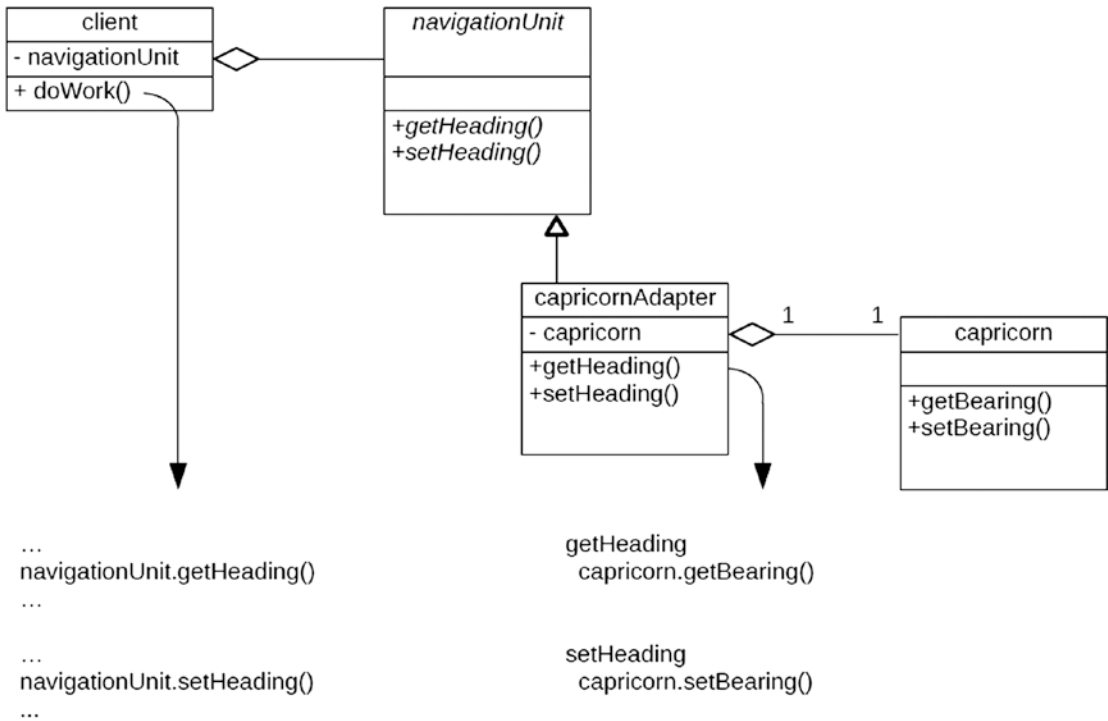 client
- navigationUnit
+ doWork()
navigationUnit
+getHeading()
+setHeading()
capricornAdapter
- capricorn
+getHeading()
+setHeading()
1
1
capricorn
+getBearing()
+setBearing()
...
navigationUnit.getHeading()
...
...
navigationUnit.setHeading()
...
getHeading
capricorn.getBearing()
setHeading
capricorn.setBearing()